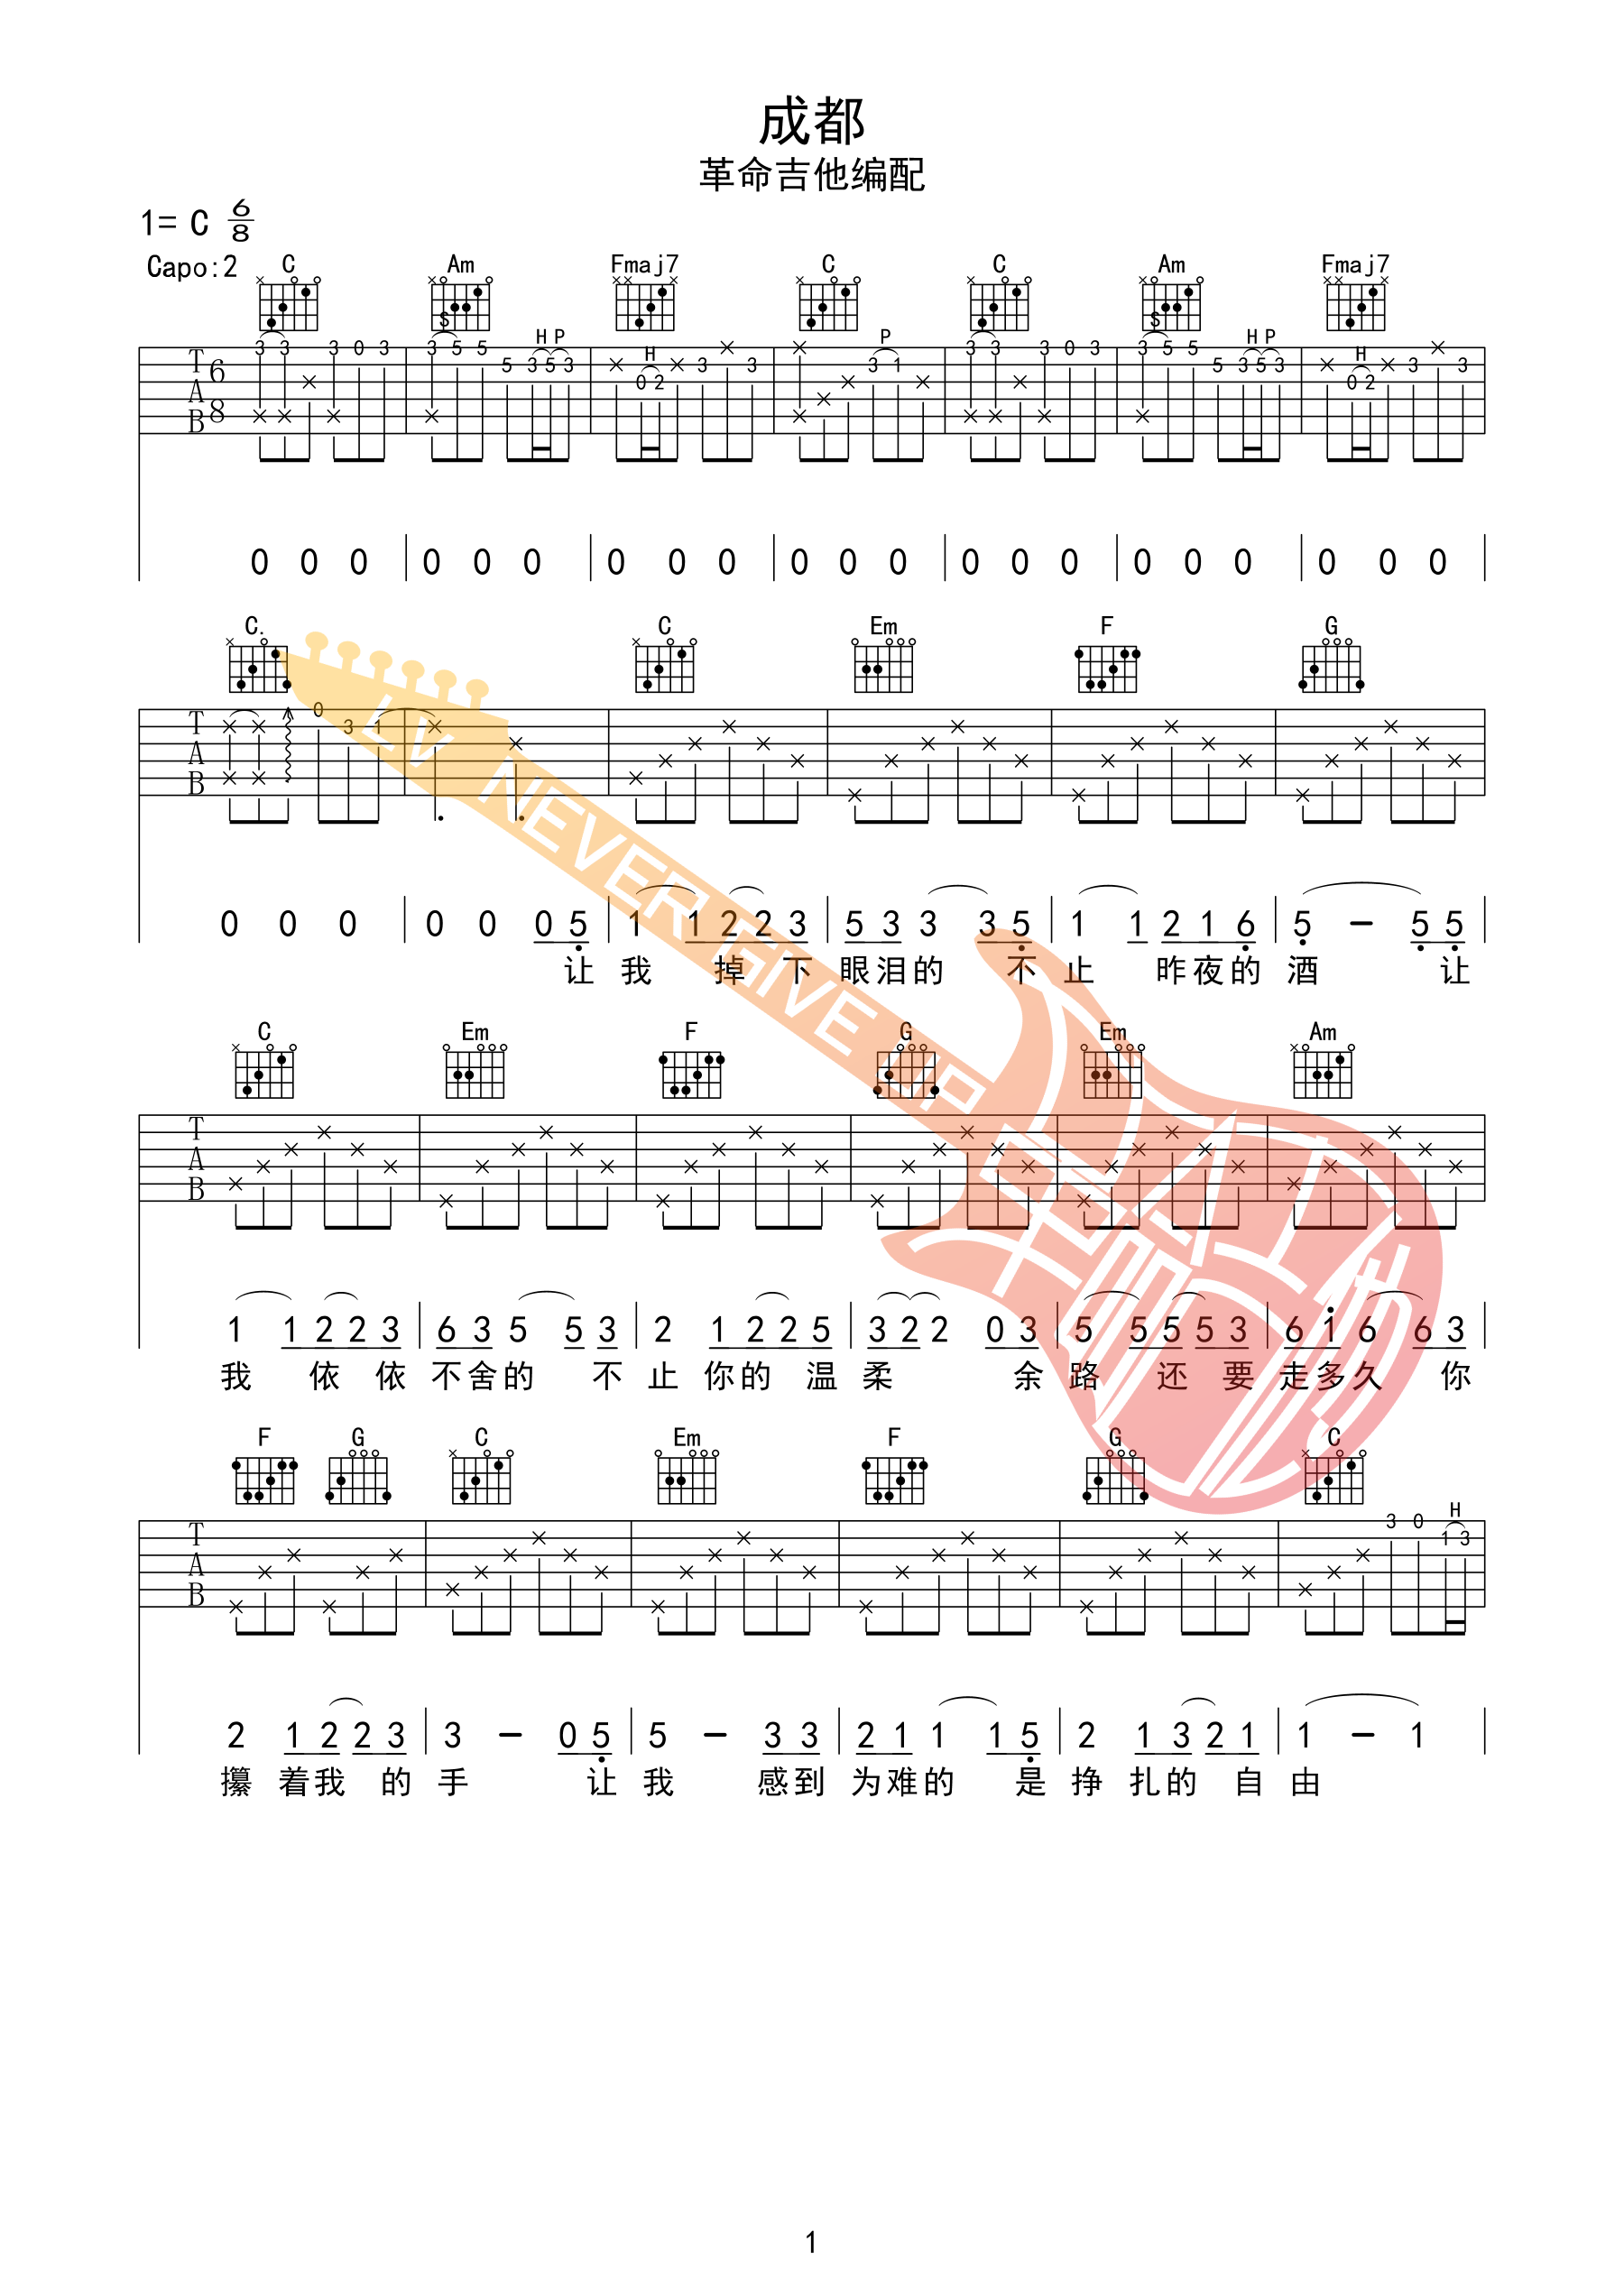 成都
革命吉他编配
1= C 6/8
Capo:2
C Am Fmaj7 C C Am Fmaj7
S H P H P S H P H
T A B 6 8
3 3 3 0 3 3 5 5 5 3 5 3 0 2 3 3 3 1 3 3 3 0 3 3 5 5 5 3 5 3 0 2 3 3
0 0 0 0 0 0 0 0 0 0 0 0 0 0 0 0 0 0 0 0 0
C. C Em F G
T A B
0 3 1
0 0 0 0 0 0 5 1 1 2 2 3 5 3 3 3 5 1 1 2 1 6 5 - 5 5
让 我 掉 下 眼 泪 的 不 止 昨 夜 的 酒 让
C Em F G Em Am
T A B
1 1 2 2 3 6 3 5 5 3 2 1 2 2 5 3 2 2 0 3 5 5 5 5 3 6 1 6 6 3
我 依 依 不 舍 的 不 止 你 的 温 柔 余 路 还 要 走 多 久 你
F G C Em F G C
H
T A B
3 0 1 3
2 1 2 2 3 3 - 0 5 5 - 3 3 2 1 1 1 5 2 1 3 2 1 1 - 1
攥 着 我 的 手 让 我 感 到 为 难 的 是 挣 扎 的 自 由
LV NEVER GIVE UP
1